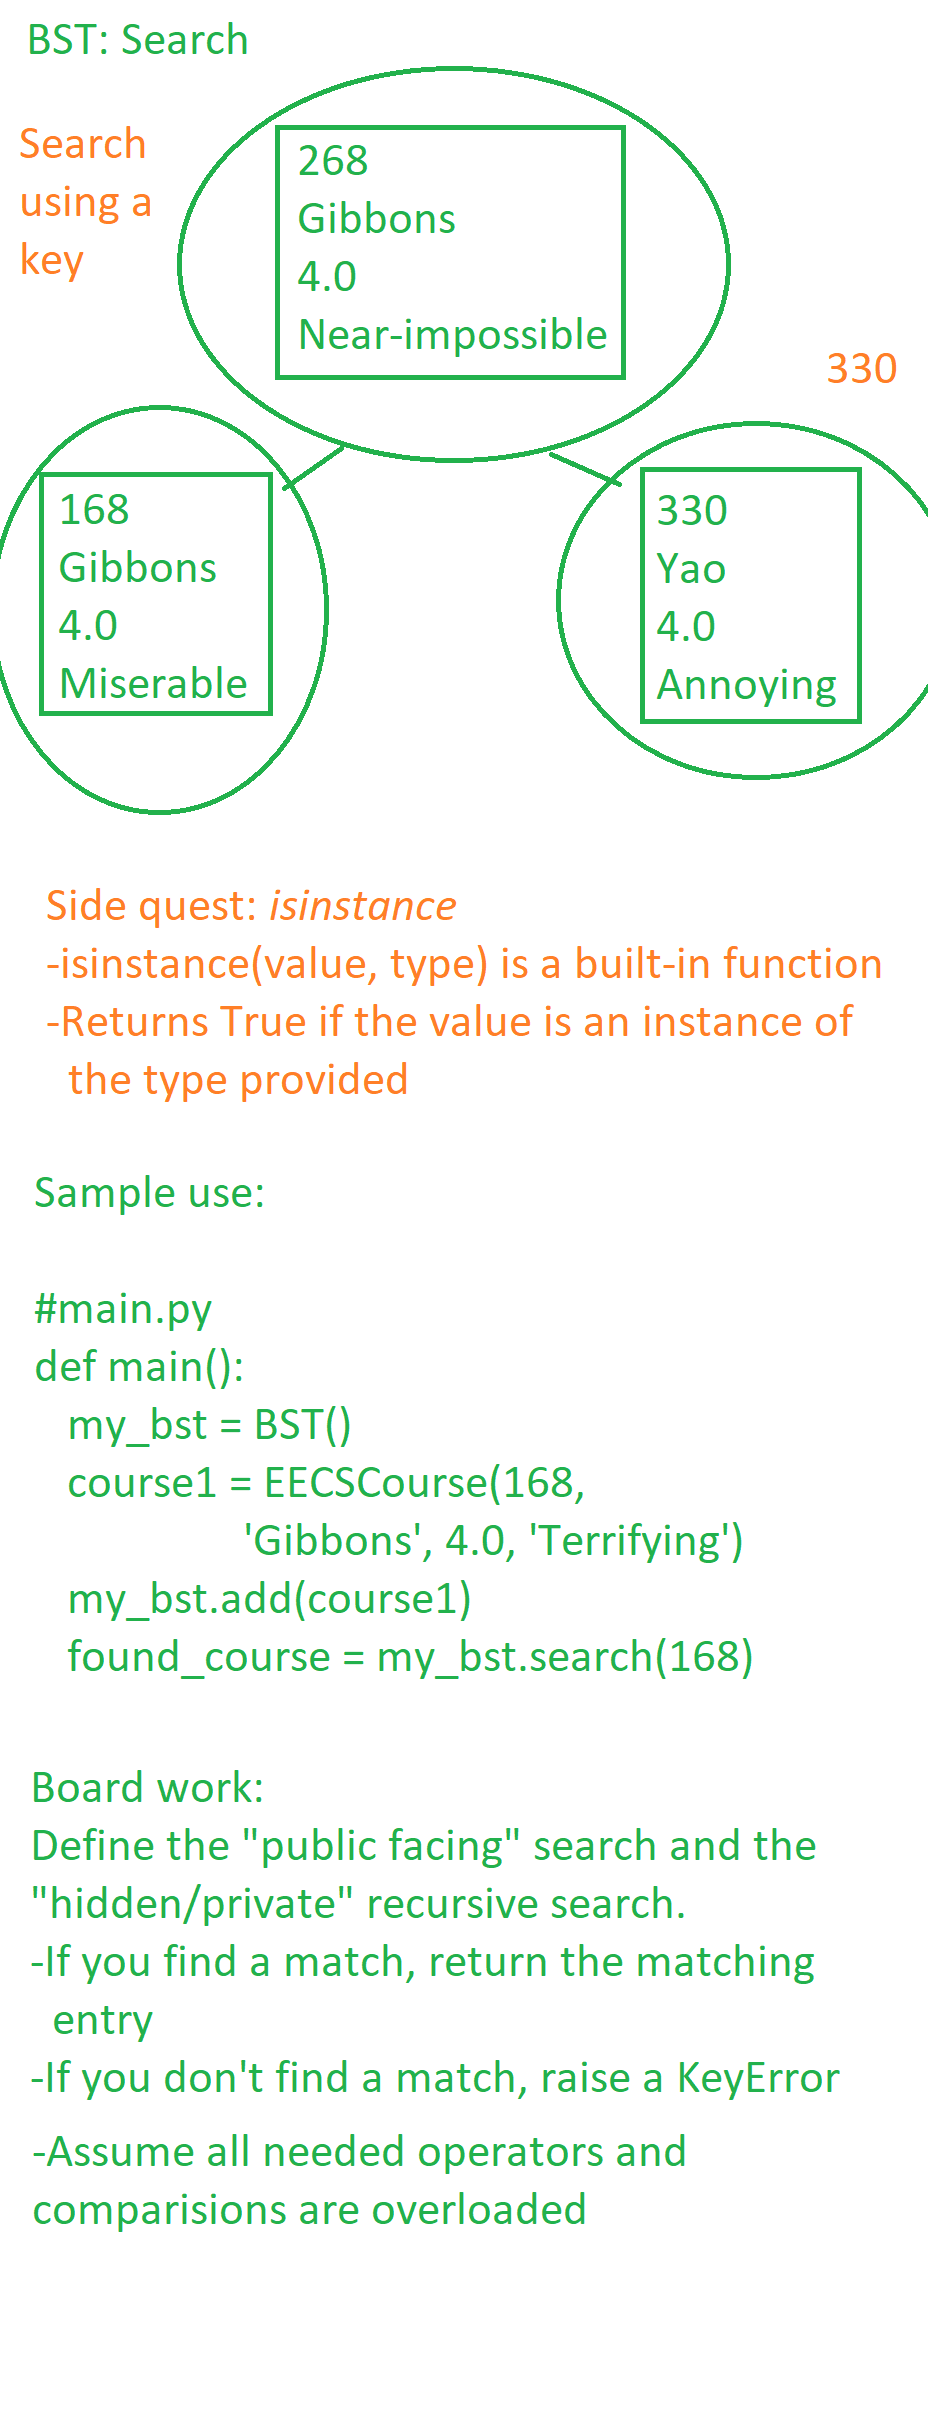 BST: Search
Search
using a
key
268
Gibbons
4.0
Near-impossible
330
168
Gibbons
4.0
Miserable
330
Yao
4.0
Annoying
Side quest: isinstance
-isinstance(value, type) is a built-in function
-Returns True if the value is an instance of
the type provided
Sample use:
#main.py
def main():
my_bst = BST()
course1 = EECSCourse(168,
'Gibbons', 4.0, 'Terrifying')
my_bst.add(course1)
found_course = my_bst.search(168)
Board work:
Define the "public facing" search and the
"hidden/private" recursive search.
-If you find a match, return the matching
entry
-If you don't find a match, raise a KeyError
-Assume all needed operators and
comparisions are overloaded